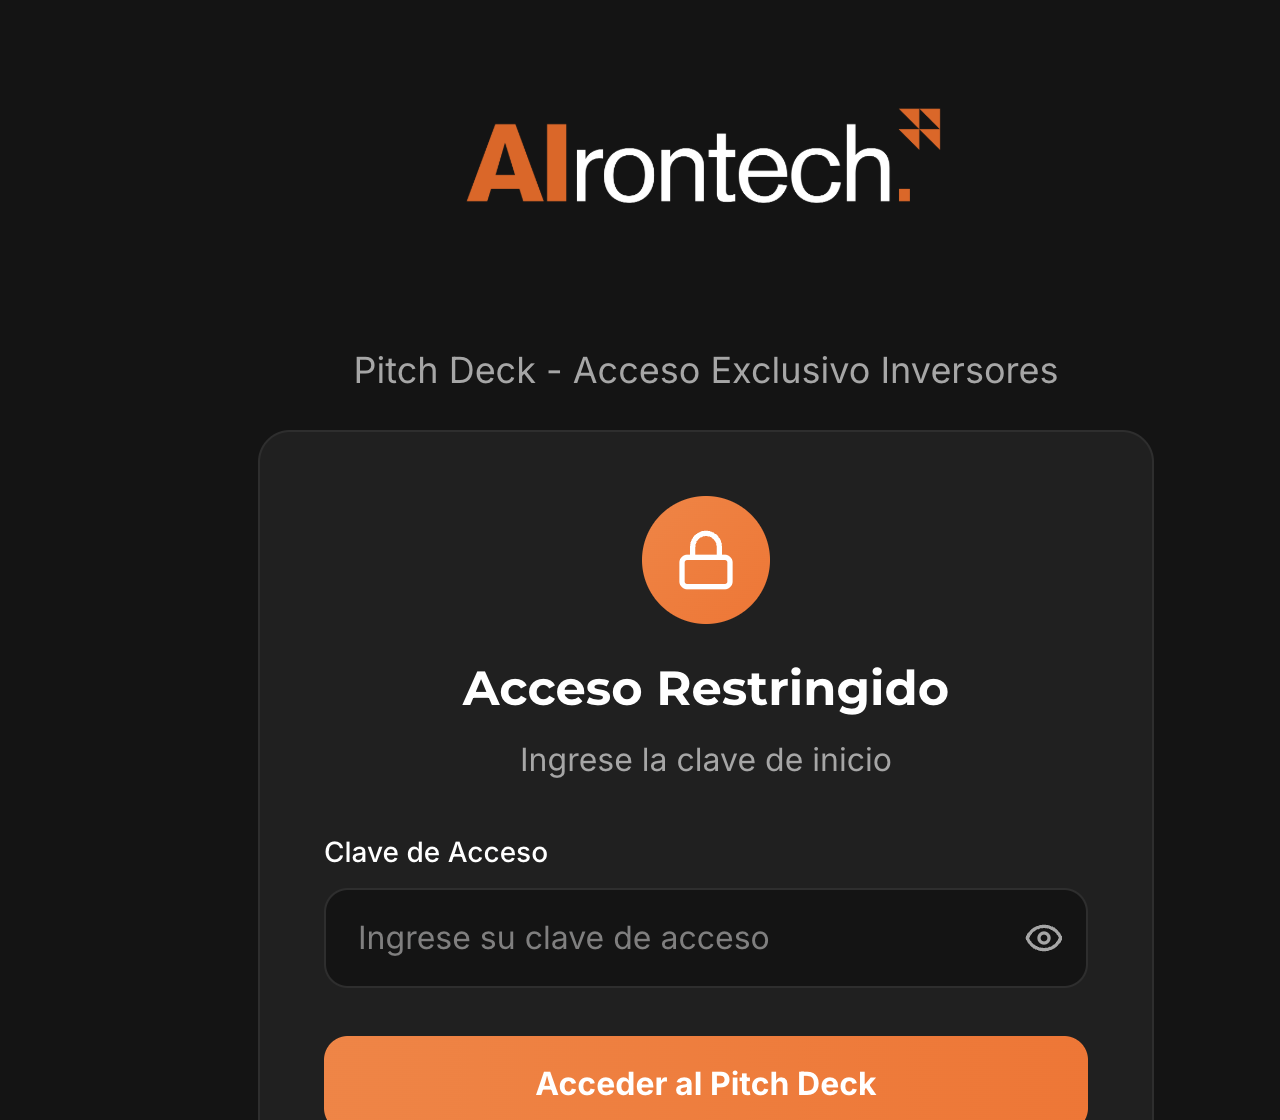 AIrontech.
Pitch Deck - Acceso Exclusivo Inversores
Acceso Restringido
Ingrese la clave de inicio
Clave de Acceso
Ingrese su clave de acceso
Acceder al Pitch Deck